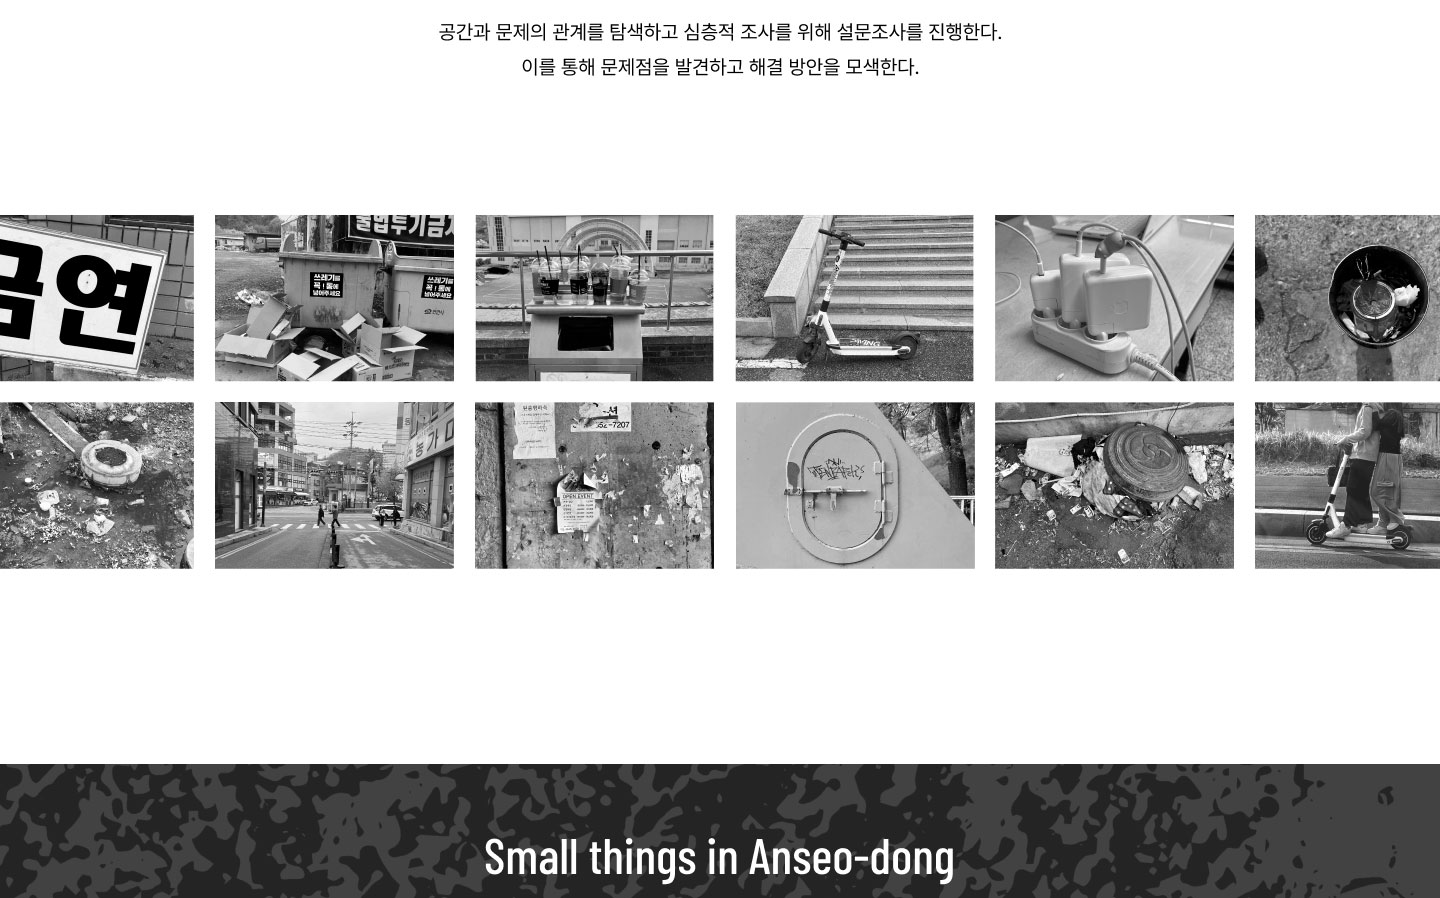 공간과 문제의 관계를 탐색하고 심층적 조사를 위해 설문조사를 진행한다.
이를 통해 문제점을 발견하고 해결 방안을 모색한다.
금연
불법투기금지
쓰레기를
꼭! 통에
넣어주세요
쓰레기를
꼭! 통에
넣어주세요
OPEN EVENT
Small things in Anseo-dong